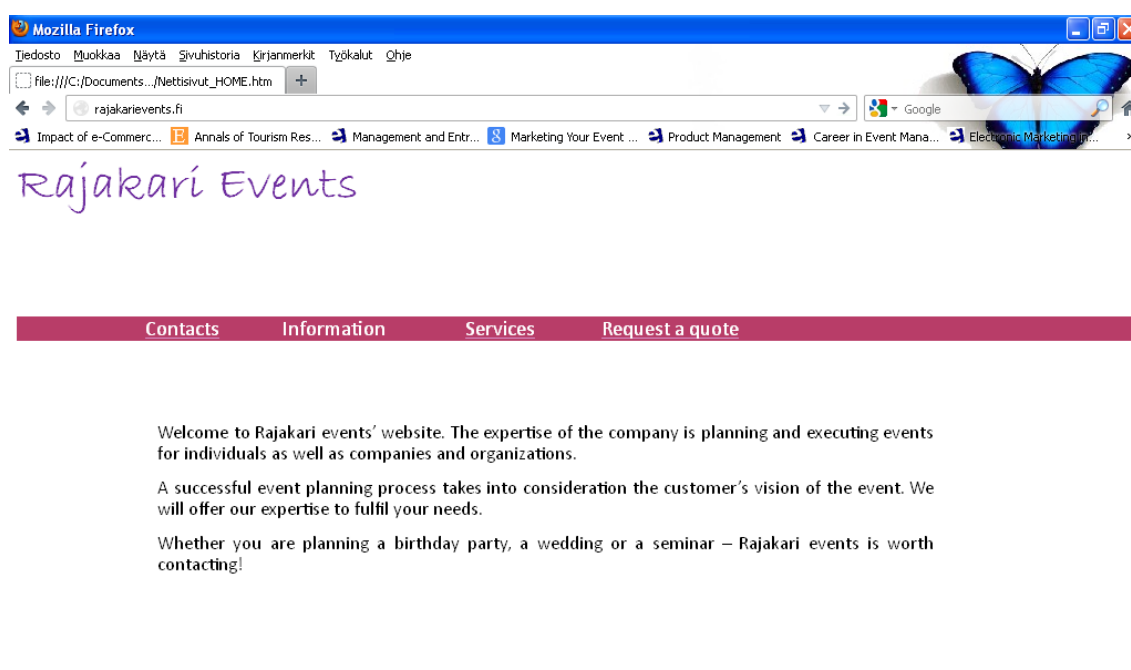 Mozilla Firefox
Tiedosto Muokkaa Näytä Sivuhistoria Kirjanmerkit Työkalut Ohje
file:///C:/Documents.../Nettisivut_HOME.htm +
rajakarievents.fi Google
Impact of e-Commerc... Annals of Tourism Res... Management and Entr... Marketing Your Event ... Product Management Career in Event Mana... Electronic Marketing in...
Rajakari Events
Contacts Information Services Request a quote
Welcome to Rajakari events’ website. The expertise of the company is planning and executing events
for individuals as well as companies and organizations.
A successful event planning process takes into consideration the customer’s vision of the event. We
will offer our expertise to fulfil your needs.
Whether you are planning a birthday party, a wedding or a seminar – Rajakari events is worth
contacting!